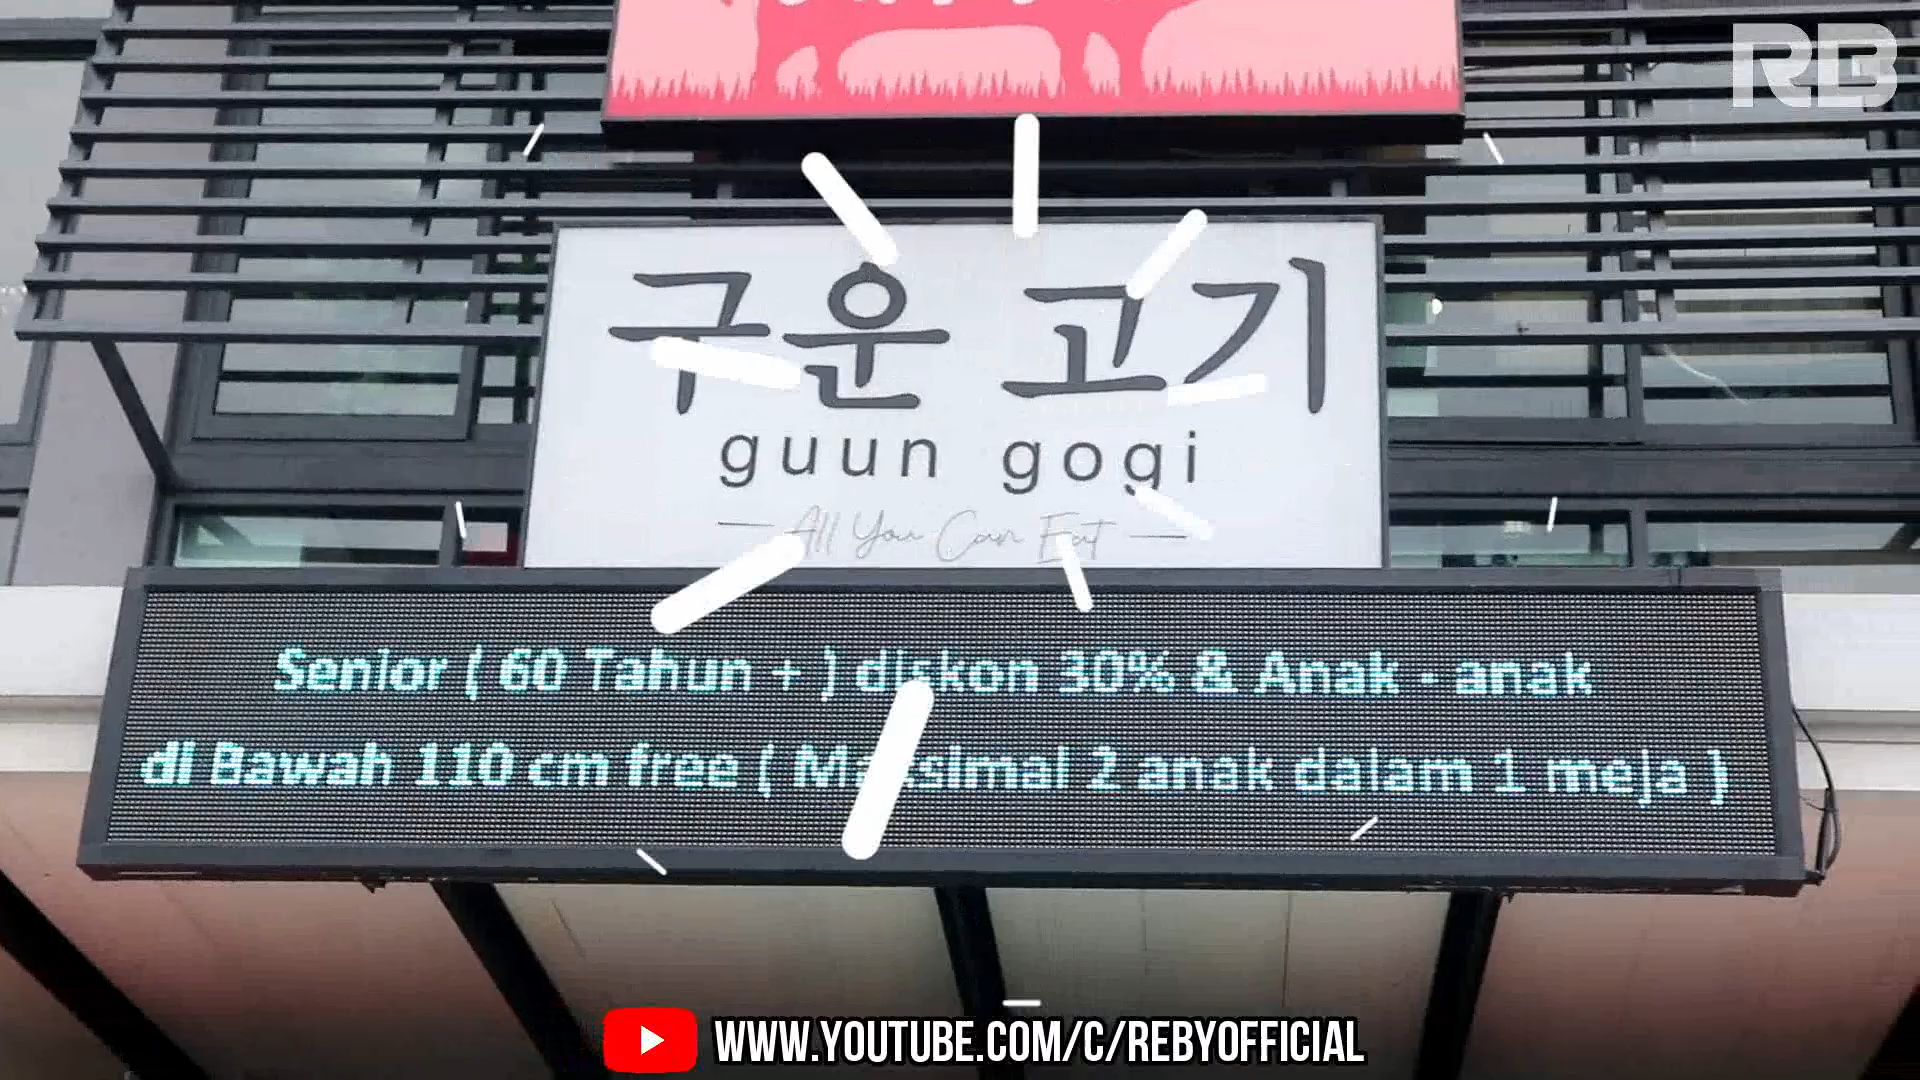 RB
구운 고기
guun gogi
All You Can Eat
Senior ( 60 Tahun + ) diskon 30% & Anak - anak
di Bawah 110 cm free ( Maksimal 2 anak dalam 1 meja )
WWW.YOUTUBE.COM/C/REBYOFFICIAL